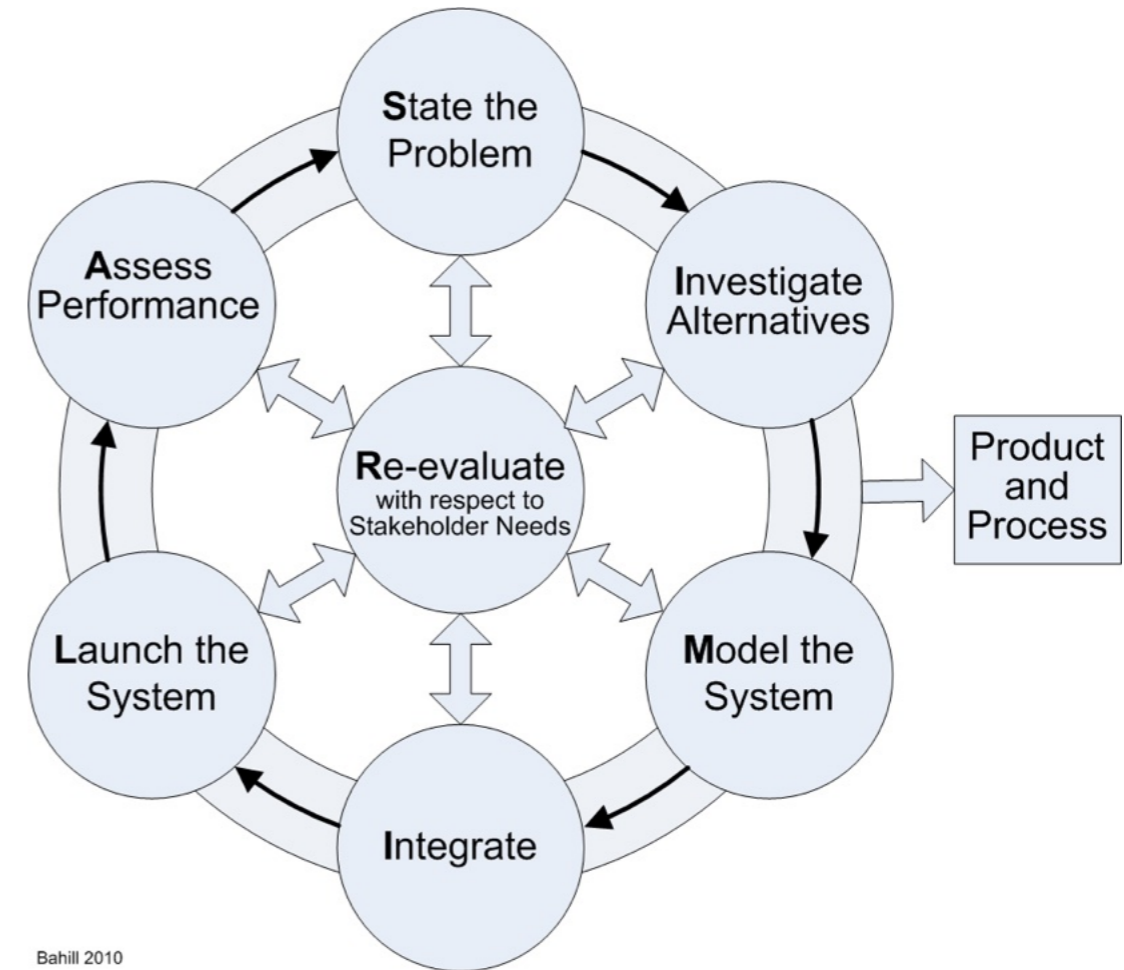 State the
Problem
Investigate
Alternatives
Model the
System
Integrate
Launch the
System
Assess
Performance
Re-evaluate
with respect to
Stakeholder Needs
Product
and
Process
Bahill 2010